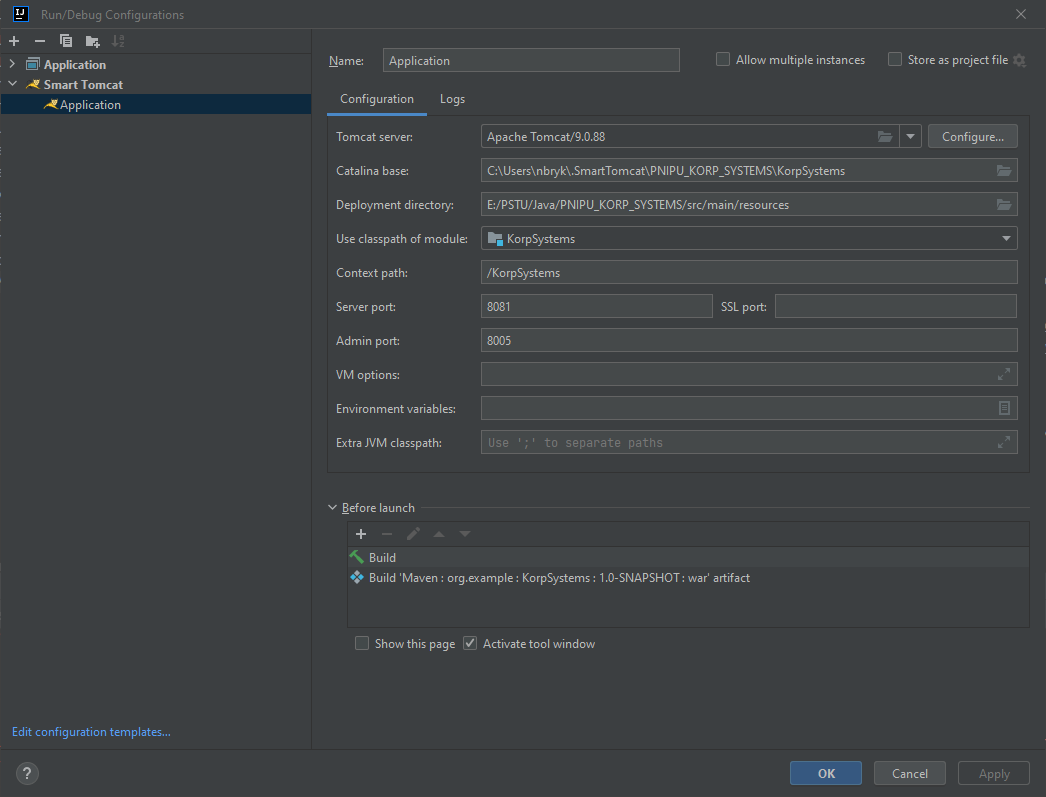 Run/Debug Configurations
Application
Smart Tomcat
Application
Edit configuration templates...
Name: Application
Allow multiple instances
Store as project file
Configuration Logs
Tomcat server: Apache Tomcat/9.0.88 Configure...
Catalina base: C:\Users\nbryk\.SmartTomcat\PNIPU_KORP_SYSTEMS\KorpSystems
Deployment directory: E:/PSTU/Java/PNIPU_KORP_SYSTEMS/src/main/resources
Use classpath of module: KorpSystems
Context path: /KorpSystems
Server port: 8081 SSL port:
Admin port: 8005
VM options:
Environment variables:
Extra JVM classpath: Use ';' to separate paths
Before launch
Build
Build 'Maven : org.example : KorpSystems : 1.0-SNAPSHOT : war' artifact
Show this page Activate tool window
? OK Cancel Apply